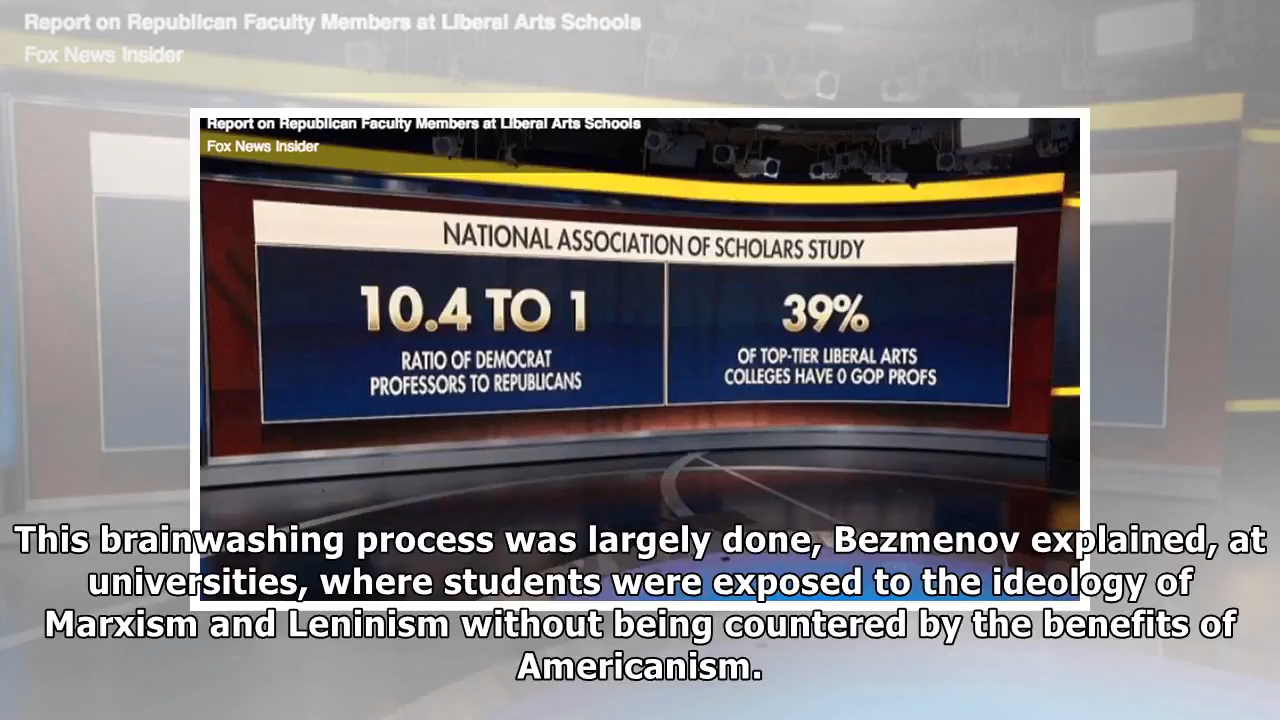 Report on Republican Faculty Members at Liberal Arts Schools
Fox News Insider
Report on Republican Faculty Members at Liberal Arts Schools
Fox News Insider
NATIONAL ASSOCIATION OF SCHOLARS STUDY
10.4 TO 1
RATIO OF DEMOCRAT
PROFESSORS TO REPUBLICANS
39%
OF TOP-TIER LIBERAL ARTS
COLLEGES HAVE 0 GOP PROFS
This brainwashing process was largely done, Bezmenov explained, at
universities, where students were exposed to the ideology of
Marxism and Leninism without being countered by the benefits of
Americanism.